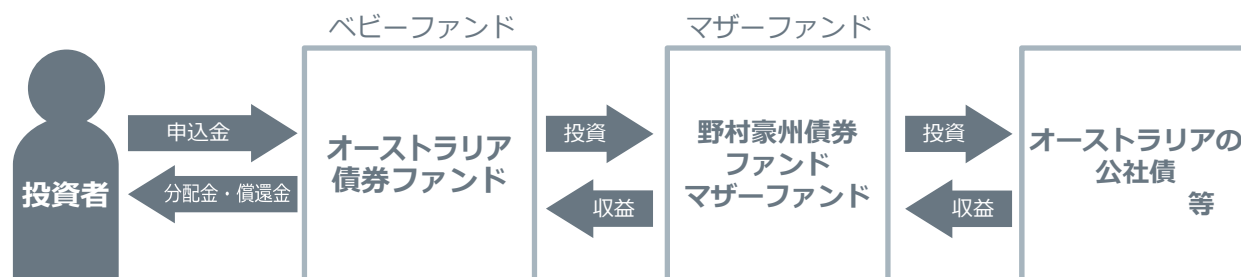 ベビーファンド
マザーファンド
投資者
申込金
分配金・償還金
オーストラリア
債券ファンド
投資
収益
野村豪州債券
ファンド
マザーファンド
投資
収益
オーストラリアの
公社債
等